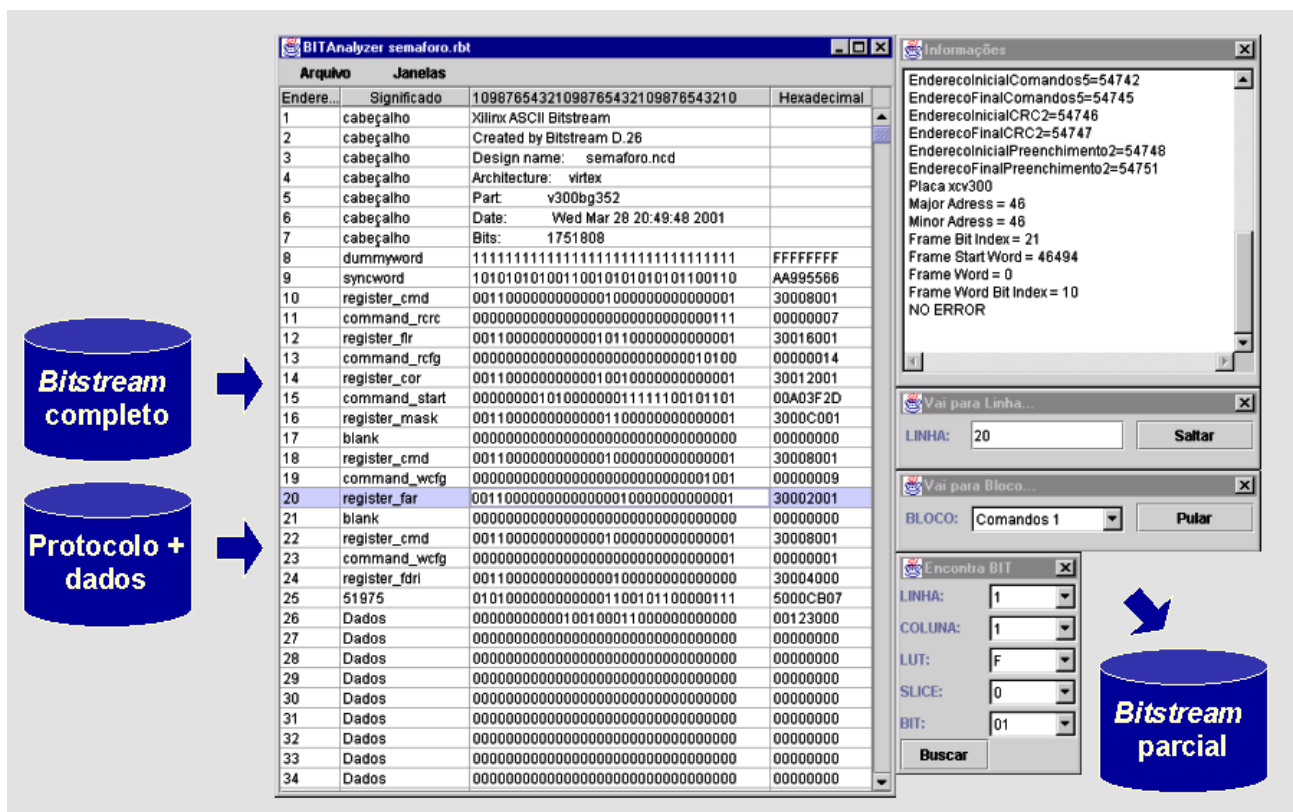 Bitstream
completo
Protocolo +
dados
BITAnalyzer semaforo.rbt
Arquivo Janelas
Endere... Significado 10987654321098765432109876543210 Hexadecimal
1 cabeçalho Xilinx ASCII Bitstream
2 cabeçalho Created by Bitstream D.26
3 cabeçalho Design name: semaforo.ncd
4 cabeçalho Architecture: virtex
5 cabeçalho Part: v300bg352
6 cabeçalho Date: Wed Mar 28 20:49:48 2001
7 cabeçalho Bits: 1751808
8 dummyword 11111111111111111111111111111111 FFFFFFFF
9 syncword 10101010100110010101010101100110 AA995566
10 register_cmd 00110000000000001000000000000001 30008001
11 command_rcrc 00000000000000000000000000000111 00000007
12 register_flr 00110000000000010110000000000001 30016001
13 command_rcfg 00000000000000000000000000010100 00000014
14 register_cor 00110000000000010010000000000001 30012001
15 command_start 00000000101000000011111100101101 00A03F2D
16 register_mask 00110000000000001100000000000001 3000C001
17 blank 00000000000000000000000000000000 00000000
18 register_cmd 00110000000000001000000000000001 30008001
19 command_wcfg 00000000000000000000000000001001 00000009
20 register_far 00110000000000000010000000000001 30002001
21 blank 00000000000000000000000000000000 00000000
22 register_cmd 00110000000000001000000000000001 30008001
23 command_wcfg 00000000000000000000000000000001 00000001
24 register_fdri 00110000000000000100000000000000 30004000
25 51975 01010000000000001100101100000111 5000CB07
26 Dados 00000000000100100011000000000000 00123000
27 Dados 00000000000000000000000000000000 00000000
28 Dados 00000000000000000000000000000000 00000000
29 Dados 00000000000000000000000000000000 00000000
30 Dados 00000000000000000000000000000000 00000000
31 Dados 00000000000000000000000000000000 00000000
32 Dados 00000000000000000000000000000000 00000000
33 Dados 00000000000000000000000000000000 00000000
34 Dados 00000000000000000000000000000000 00000000
Informações
EnderecoInicialComandos5=54742
EnderecoFinalComandos5=54745
EnderecoInicialCRC2=54746
EnderecoFinalCRC2=54747
EnderecoInicialPreenchimento2=54748
EnderecoFinalPreenchimento2=54751
Placa xcv300
Major Adress = 46
Minor Adress = 46
Frame Bit Index = 21
Frame Start Word = 46494
Frame Word = 0
Frame Word Bit Index = 10
NO ERROR
Vai para Linha...
LINHA: 20 Saltar
Vai para Bloco...
BLOCO: Comandos 1 Pular
Encontra BIT
LINHA: 1
COLUNA: 1
LUT: F
SLICE: 0
BIT: 01
Buscar
Bitstream
parcial